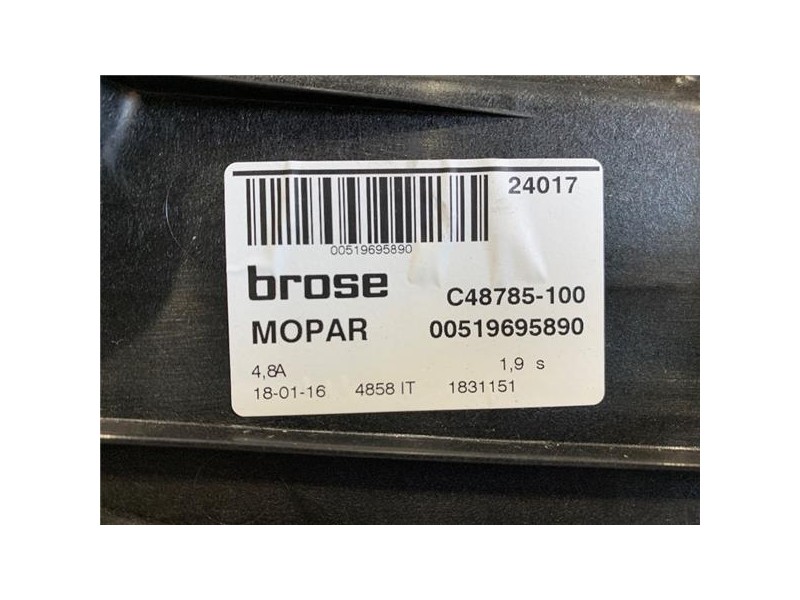 24017
00519695890
brose C48785-100
MOPAR 00519695890
4,8A 1,9 s
18-01-16 4858 IT 1831151